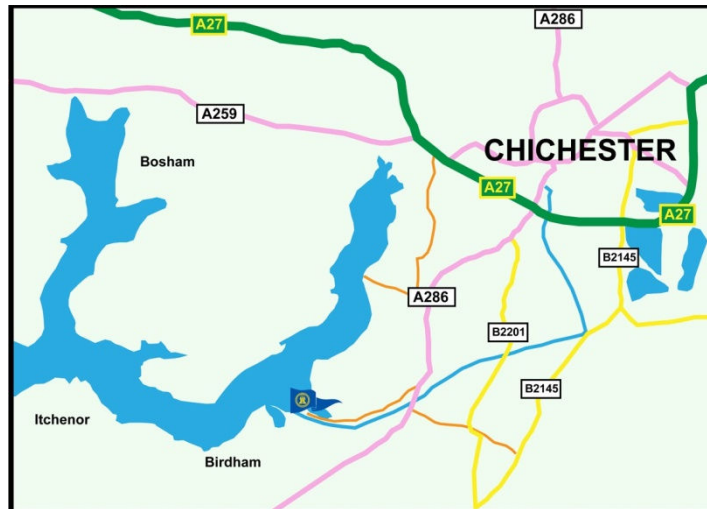 A286
A27
A259
CHICHESTER
Bosham
A27
A27
B2145
A286
B2201
B2145
Itchenor
Birdham